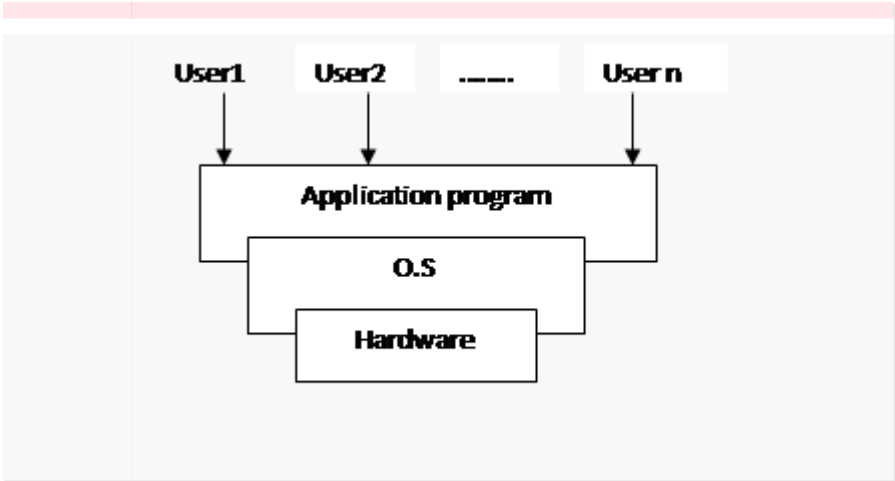 User1 User2 ....... User n
Application program
O.S
Hardware